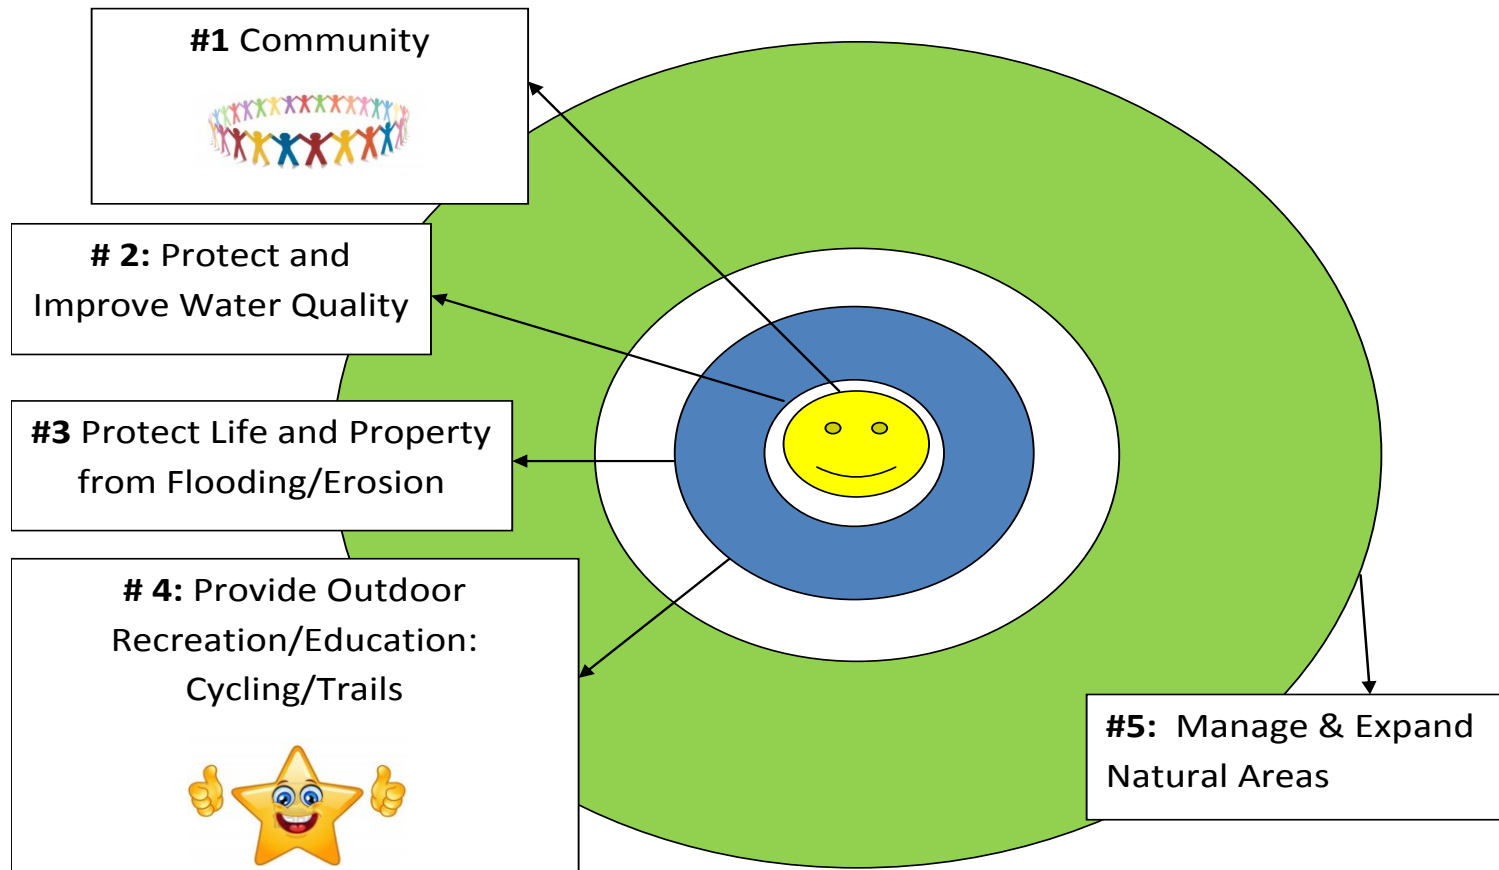 #1 Community
# 2: Protect and
Improve Water Quality
#3 Protect Life and Property
from Flooding/Erosion
# 4: Provide Outdoor
Recreation/Education:
Cycling/Trails
#5: Manage & Expand
Natural Areas